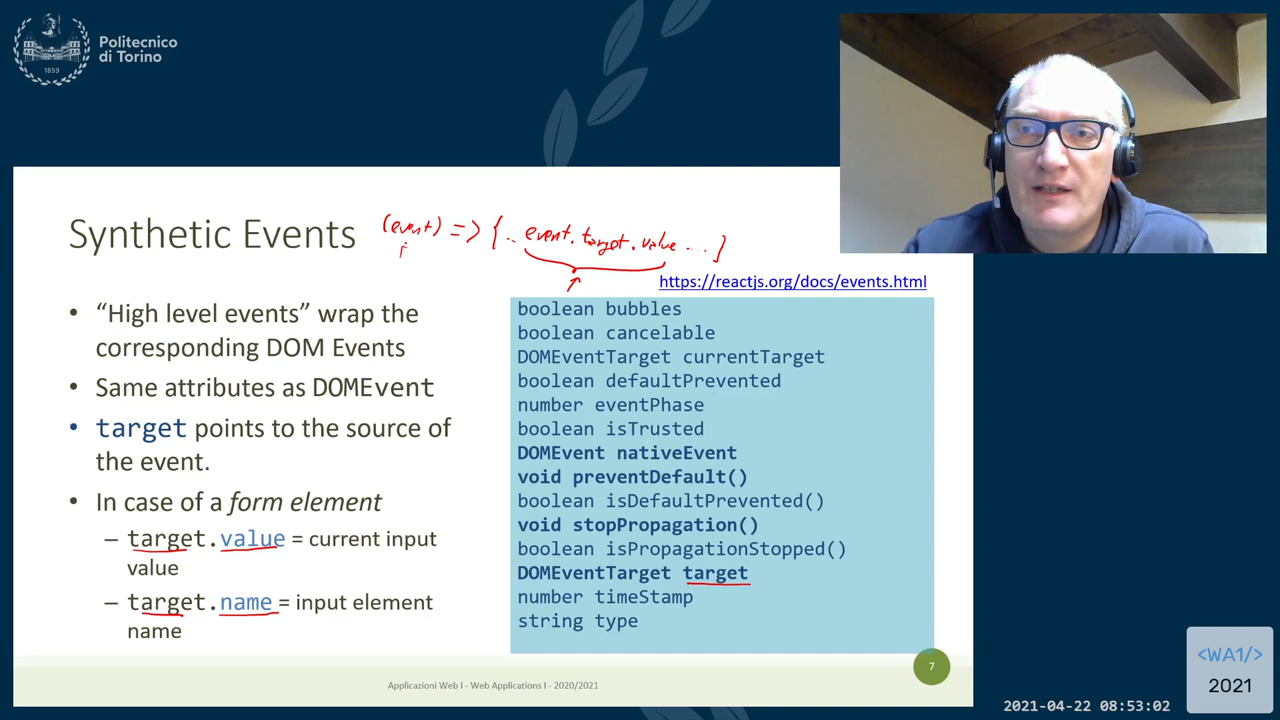 Politecnico
di Torino
1859
Synthetic Events
(event) => { .. event.target.value ... }
https://reactjs.org/docs/events.html
• “High level events” wrap the
corresponding DOM Events
• Same attributes as DOMEvent
• target points to the source of
the event.
• In case of a form element
– target.value = current input
value
– target.name = input element
name
boolean bubbles
boolean cancelable
DOMEventTarget currentTarget
boolean defaultPrevented
number eventPhase
boolean isTrusted
DOMEvent nativeEvent
void preventDefault()
boolean isDefaultPrevented()
void stopPropagation()
boolean isPropagationStopped()
DOMEventTarget target
number timeStamp
string type
7
Applicazioni Web I - Web Applications I - 2020/2021
<WA1/>
2021
2021-04-22 08:53:02